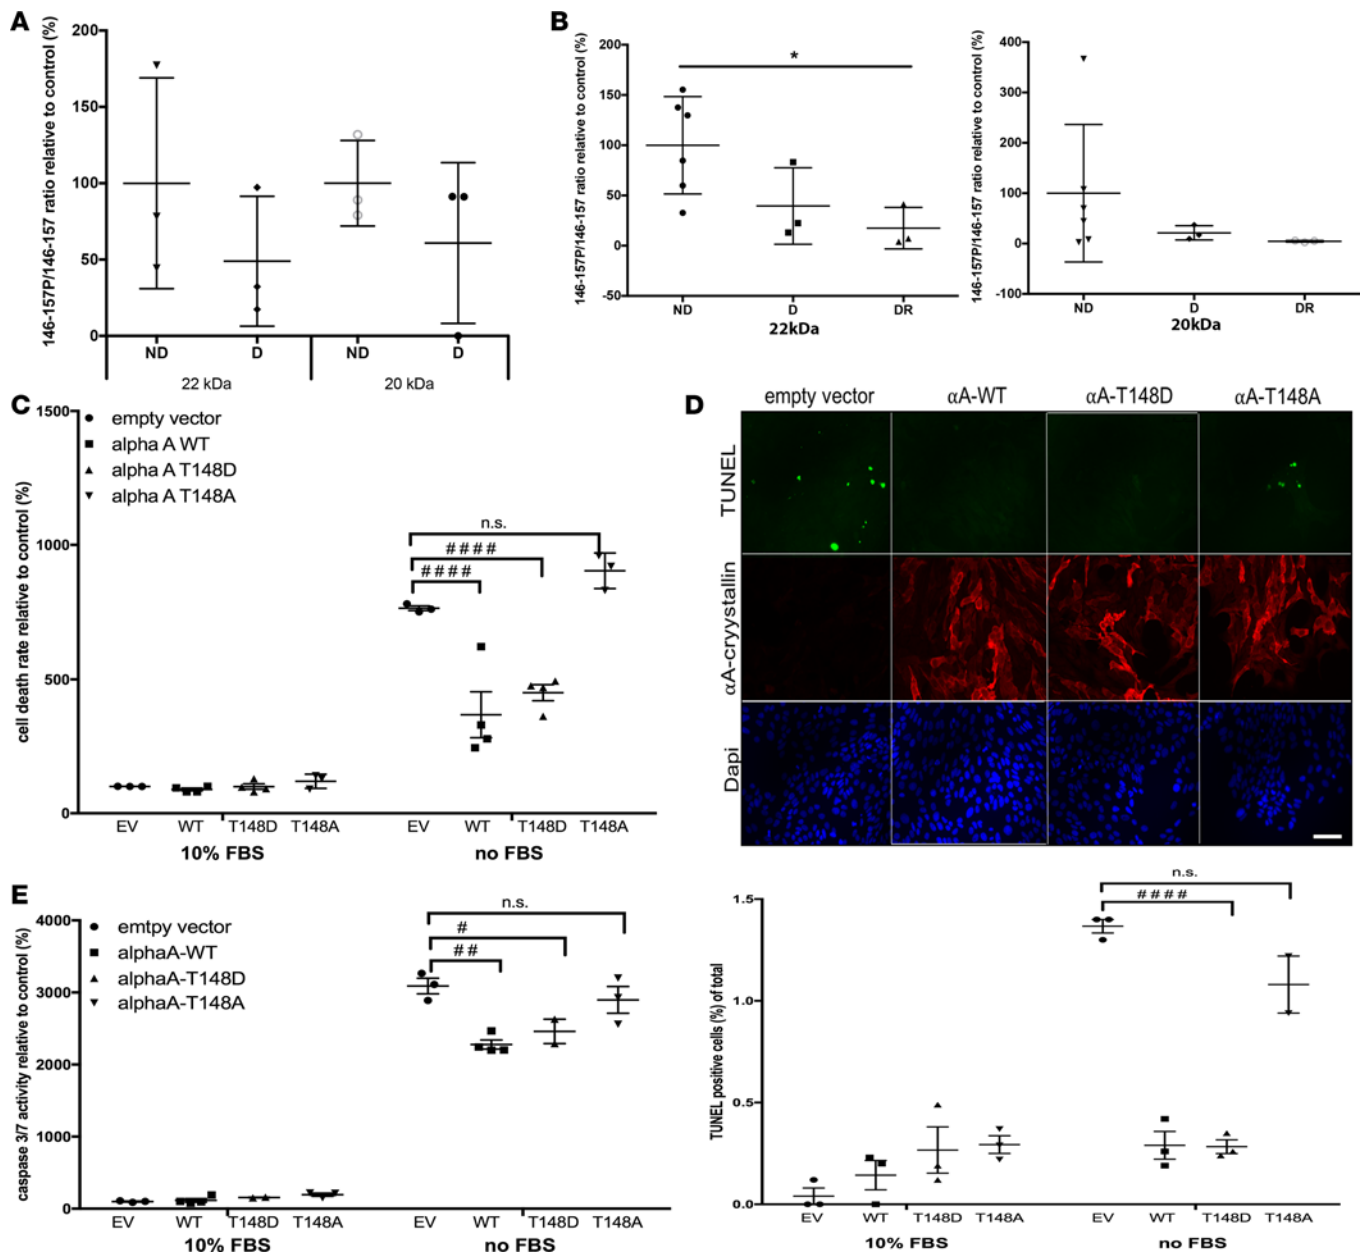 A
146-157P/146-157 ratio relative to control (%)
200
150
100
50
0
ND
D
ND
D
22 kDa
20 kDa
B
146-157P/146-157 ratio relative to control (%)
200
150
100
50
0
-50
*
ND
D
DR
22kDa
146-157P/146-157 ratio relative to control (%)
400
300
200
100
0
-100
ND
D
DR
20kDa
C
cell death rate relative to control (%)
1500
1000
500
0
empty vector
alpha A WT
alpha A T148D
alpha A T148A
n.s.
####
####
EV
WT
T148D
T148A
EV
WT
T148D
T148A
10% FBS
no FBS
D
empty vector
αA-WT
αA-T148D
αA-T148A
TUNEL
αA-cryystallin
Dapi
E
caspase 3/7 activity relative to control (%)
4000
3000
2000
1000
0
emtpy vector
alphaA-WT
alphaA-T148D
alphaA-T148A
n.s.
#
##
EV
WT
T148D
T148A
EV
WT
T148D
T148A
10% FBS
no FBS
TUNEL positive cells (%) of total
1.5
1.0
0.5
0.0
n.s.
####
EV
WT
T148D
T148A
EV
WT
T148D
T148A
10% FBS
no FBS